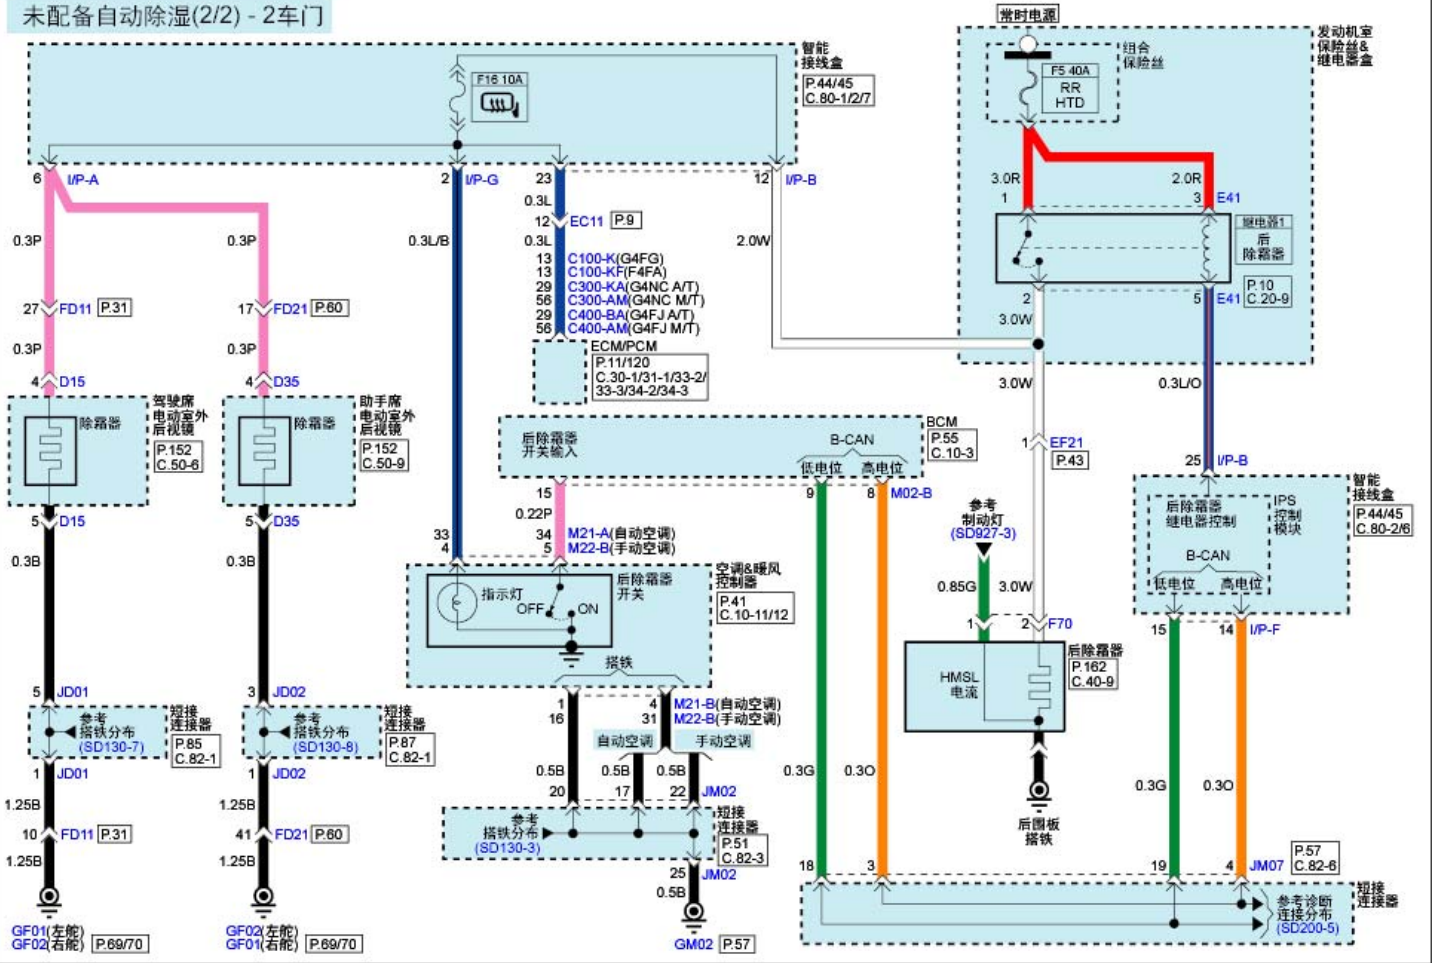 未配备自动除湿(2/2) - 2车门
常时电源
智能
接线盒
P.44/45
C.80-1/2/7
F16 10A
组合
保险丝
F5 40A
RR
HTD
发动机室
保险丝&
继电器盒
6
I/P-A
2
I/P-G
23
12
I/P-B
0.3L
12
EC11
P.9
0.3P
0.3P
0.3L/B
0.3L
2.0W
13
C100-K(G4FG)
13
C100-KF(F4FA)
29
C300-KA(G4NC A/T)
56
C300-AM(G4NC M/T)
29
C400-BA(G4FJ A/T)
56
C400-AM(G4FJ M/T)
ECM/PCM
P.11/120
C.30-1/31-1/33-2/
33-3/34-2/34-3
3.0R
2.0R
1
3
E41
继电器1
后
除霜器
P.10
C.20-9
2
5
E41
3.0W
27
FD11
P.31
17
FD21
P.60
0.3P
0.3P
4
D15
4
D35
3.0W
0.3L/O
除霜器
驾驶席
电动室外
后视镜
P.152
C.50-6
除霜器
助手席
电动室外
后视镜
P.152
C.50-9
后除霜器
开关输入
B-CAN
低电位
高电位
BCM
P.55
C.10-3
1
EF21
P.43
25
I/P-B
15
9
8
M02-B
0.22P
5
D15
5
D35
0.3B
0.3B
33
4
34
M21-A(自动空调)
5
M22-B(手动空调)
参考
制动灯
(SD927-3)
后除霜器
继电器控制
IPS
控制
模块
B-CAN
低电位
高电位
智能
接线盒
P.44/45
C.80-2/6
指示灯
OFF
ON
后除霜器
开关
搭铁
空调&暖风
控制器
P.41
C.10-11/12
0.85G
3.0W
1
2
F70
15
14
I/P-F
HMSL
电流
后除霜器
P.162
C.40-9
5
JD01
3
JD02
1
16
4
M21-B(自动空调)
31
M22-B(手动空调)
参考
搭铁分布
(SD130-7)
短接
连接器
P.85
C.82-1
参考
搭铁分布
(SD130-8)
短接
连接器
P.87
C.82-1
自动空调
手动空调
1
JD01
1
JD02
0.5B
0.5B
0.5B
0.3G
0.3O
0.3G
0.3O
20
17
22
JM02
1.25B
1.25B
后围板
搭铁
10
FD11
P.31
41
FD21
P.60
参考
搭铁分布
(SD130-3)
短接
连接器
P.51
C.82-3
1.25B
1.25B
25
JM02
0.5B
18
3
19
4
JM07
P.57
C.82-6
短接
连接器
参考诊断
连接分布
(SD200-5)
GF01(左舵)
GF02(右舵)
P.69/70
GF02(左舵)
GF01(右舵)
P.69/70
GM02
P.57